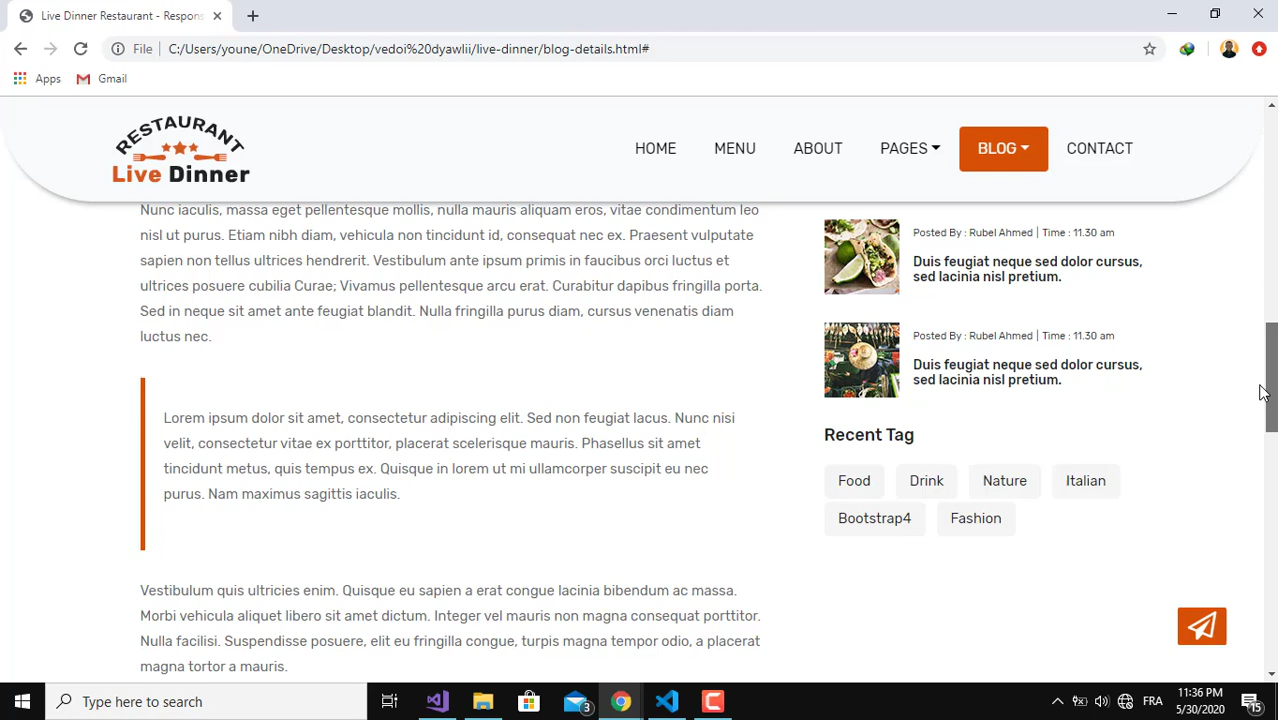 Live Dinner Restaurant - Respons
File
C:/Users/youne/OneDrive/Desktop/vedoi%20dyawlii/live-dinner/blog-details.html#
Apps
Gmail
RESTAURANT
Live Dinner
HOME
MENU
ABOUT
PAGES
BLOG
CONTACT
Nunc iaculis, massa eget pellentesque mollis, nulla mauris aliquam eros, vitae condimentum leo
nisl ut purus. Etiam nibh diam, vehicula non tincidunt id, consequat nec ex. Praesent vulputate
sapien non tellus ultrices hendrerit. Vestibulum ante ipsum primis in faucibus orci luctus et
ultrices posuere cubilia Curae; Vivamus pellentesque arcu erat. Curabitur dapibus fringilla porta.
Sed in neque sit amet ante feugiat blandit. Nulla fringilla purus diam, cursus venenatis diam
luctus nec.
Lorem ipsum dolor sit amet, consectetur adipiscing elit. Sed non feugiat lacus. Nunc nisi
velit, consectetur vitae ex porttitor, placerat scelerisque mauris. Phasellus sit amet
tincidunt metus, quis tempus ex. Quisque in lorem ut mi ullamcorper suscipit eu nec
purus. Nam maximus sagittis iaculis.
Vestibulum quis ultricies enim. Quisque eu sapien a erat congue lacinia bibendum ac massa.
Morbi vehicula aliquet libero sit amet dictum. Integer vel mauris non magna consequat porttitor.
Nulla facilisi. Suspendisse posuere, elit eu fringilla congue, turpis magna tempor odio, a placerat
magna tortor a mauris.
Posted By : Rubel Ahmed | Time : 11.30 am
Duis feugiat neque sed dolor cursus,
sed lacinia nisl pretium.
Posted By : Rubel Ahmed | Time : 11.30 am
Duis feugiat neque sed dolor cursus,
sed lacinia nisl pretium.
Recent Tag
Food
Drink
Nature
Italian
Bootstrap4
Fashion
Type here to search
3
FRA
11:36 PM
5/30/2020
15